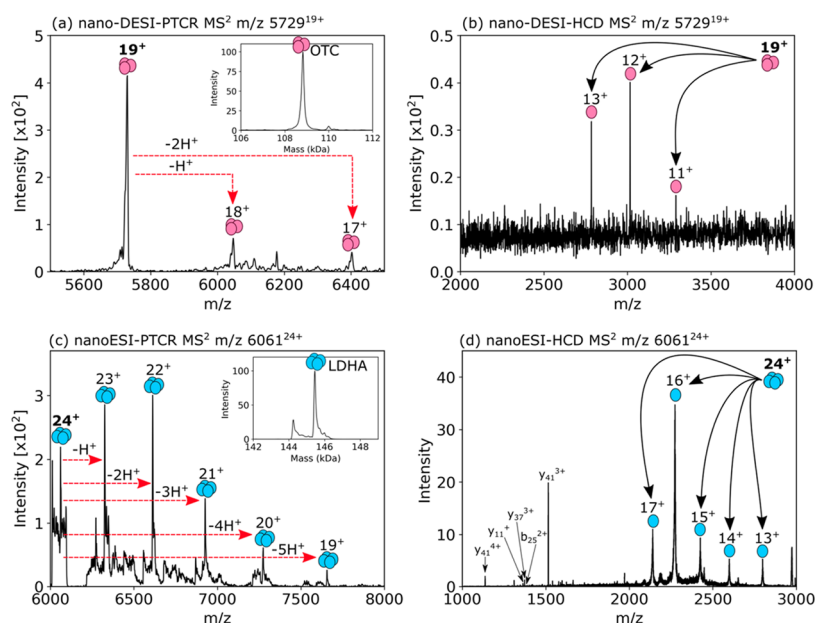 (a) nano-DESI-PTCR MS² m/z 5729¹⁹⁺
Intensity [x10²]
5
4
3
2
1
0
19⁺
-2H⁺
-H⁺
18⁺
17⁺
5600 5800 6000 6200 6400
m/z
Intensity
100
75
50
25
0
OTC
106 108 110 112
Mass (kDa)
(b) nano-DESI-HCD MS² m/z 5729¹⁹⁺
Intensity [x10²]
0.5
0.4
0.3
0.2
0.1
0.0
19⁺
12⁺
13⁺
11⁺
2000 2500 3000 3500 4000
m/z
(c) nanoESI-PTCR MS² m/z 6061²⁴⁺
Intensity [x10²]
3
2
1
0
24⁺
23⁺
22⁺
21⁺
20⁺
19⁺
-H⁺
-2H⁺
-3H⁺
-4H⁺
-5H⁺
6000 6500 7000 7500 8000
m/z
Intensity
100
50
0
LDHA
142 144 146 148
Mass (kDa)
(d) nanoESI-HCD MS² m/z 6061²⁴⁺
Intensity
40
30
20
10
0
24⁺
16⁺
17⁺
15⁺
14⁺
13⁺
y₄₁³⁺
y₃₇³⁺
y₁₁⁺
b₂₅²⁺
y₄₁⁴⁺
1000 1500 2000 2500 3000
m/z